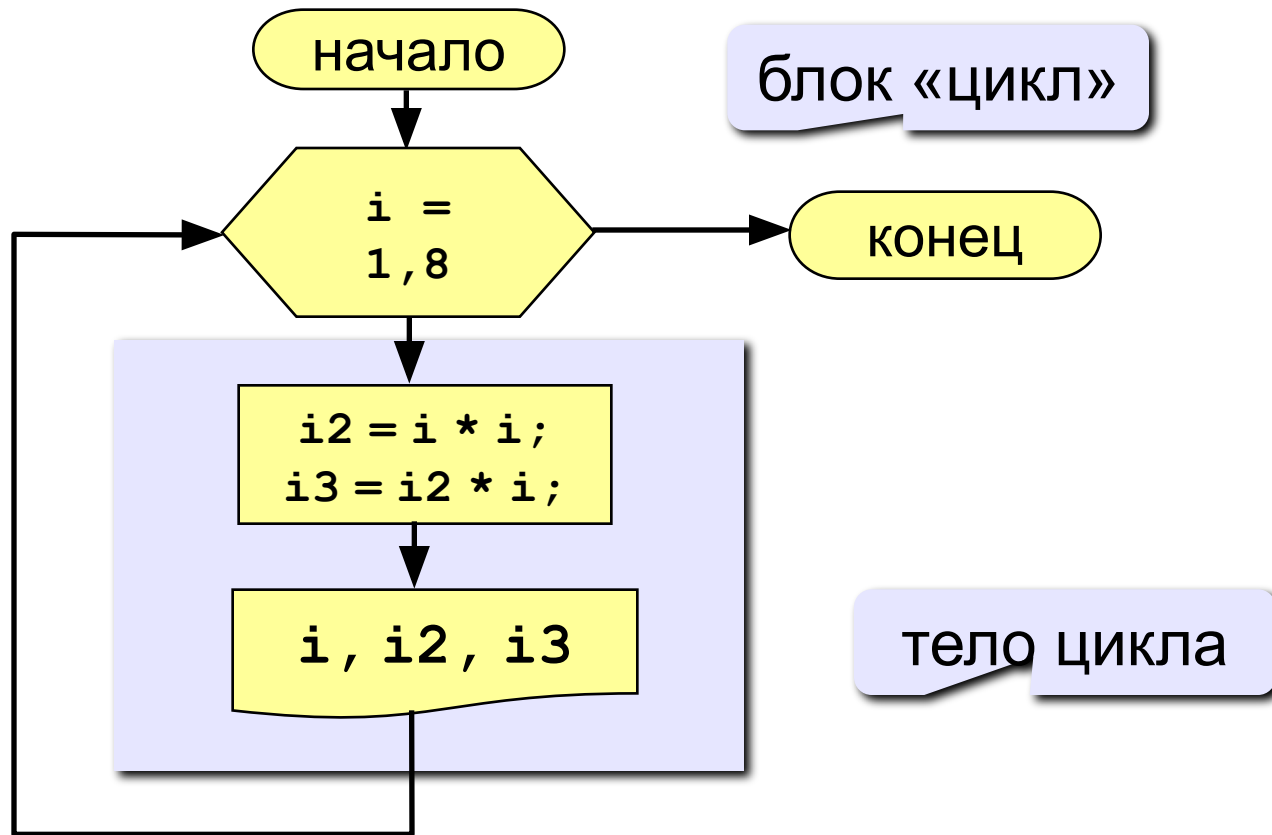 начало
блок «цикл»
i =
1,8
конец
i2 = i * i;
i3 = i2 * i;
i, i2, i3
тело цикла